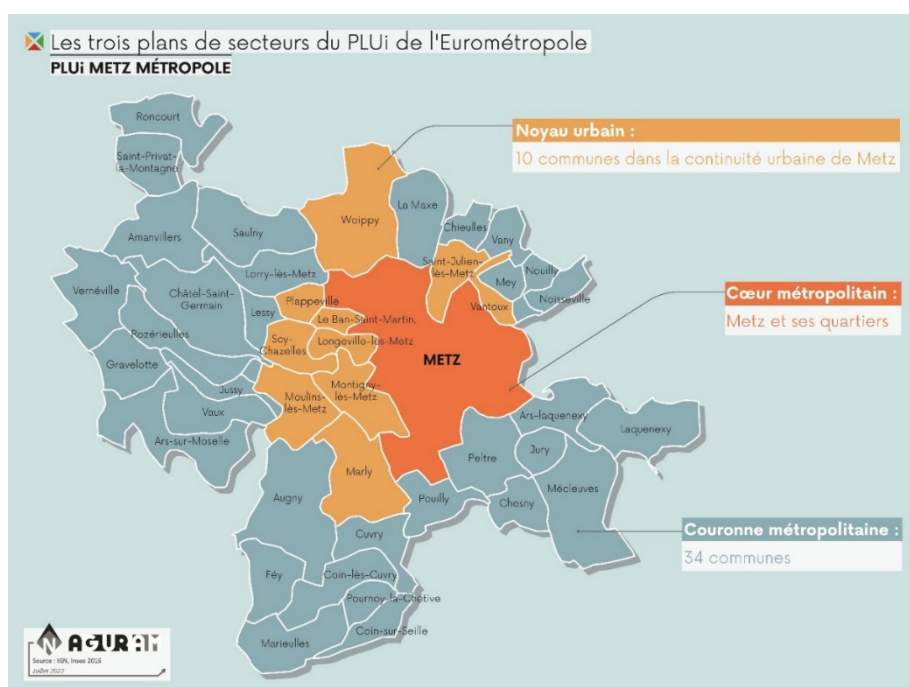 Les trois plans de secteurs du PLUi de l'Eurométropole
PLUi METZ MÉTROPOLE
Roncourt
Saint-Privat-
la-Montagne
Noyau urbain :
10 communes dans la continuité urbaine de Metz
La Maxe
Woippy
Saulny
Chieulles
Amanvillers
Vany
Saint-Julien-
lès-Metz
Nouilly
Lorry-lès-Metz
Mey
Vernéville
Châtel-Saint-
Germain
Noisseville
Plappeville
Vantoux
Lessy
Le Ban-Saint-Martin.
Cœur métropolitain :
Metz et ses quartiers
Rozérieulles
Scy-
Chazelles
Longeville-lès-Metz
METZ
Gravelotte
Jussy
Montigny-
lès-Metz
Moulins-
lès-Metz
Vaux
Ars-laquenexy
Laquenexy
Ars-sur-Moselle
Jury
Peltre
Marly
Mécleuves
Augny
Pouilly
Chesny
Couronne métropolitaine :
34 communes
Cuvry
Féy
Coin-lès-Cuvry
Pournoy-la-Chétive
Coin-sur-Seille
Marieulles
N AGURAM
Source : IGN, Insee 2016
Juillet 2023